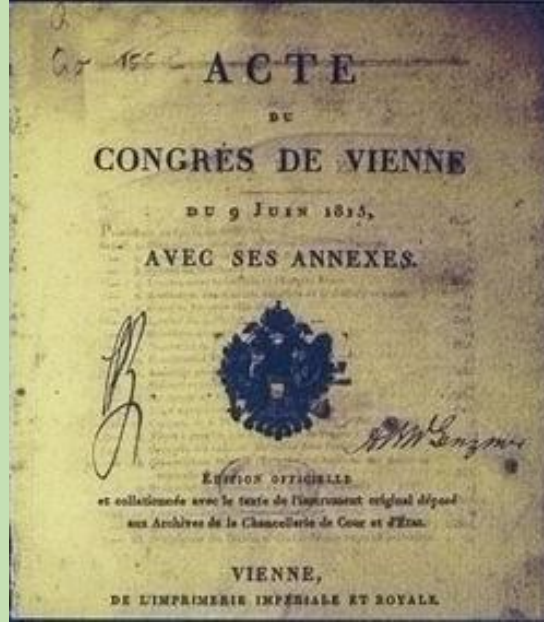 ACTE
DU
CONGRÈS DE VIENNE
DU 9 JUIN 1815,
AVEC SES ANNEXES.
ÉDITION OFFICIELLE
et collationnée avec le texte de l'instrument original déposé
aux Archives de la Chancellerie de Cour et d'État.
VIENNE,
DE L'IMPRIMERIE IMPÉRIALE ET ROYALE.